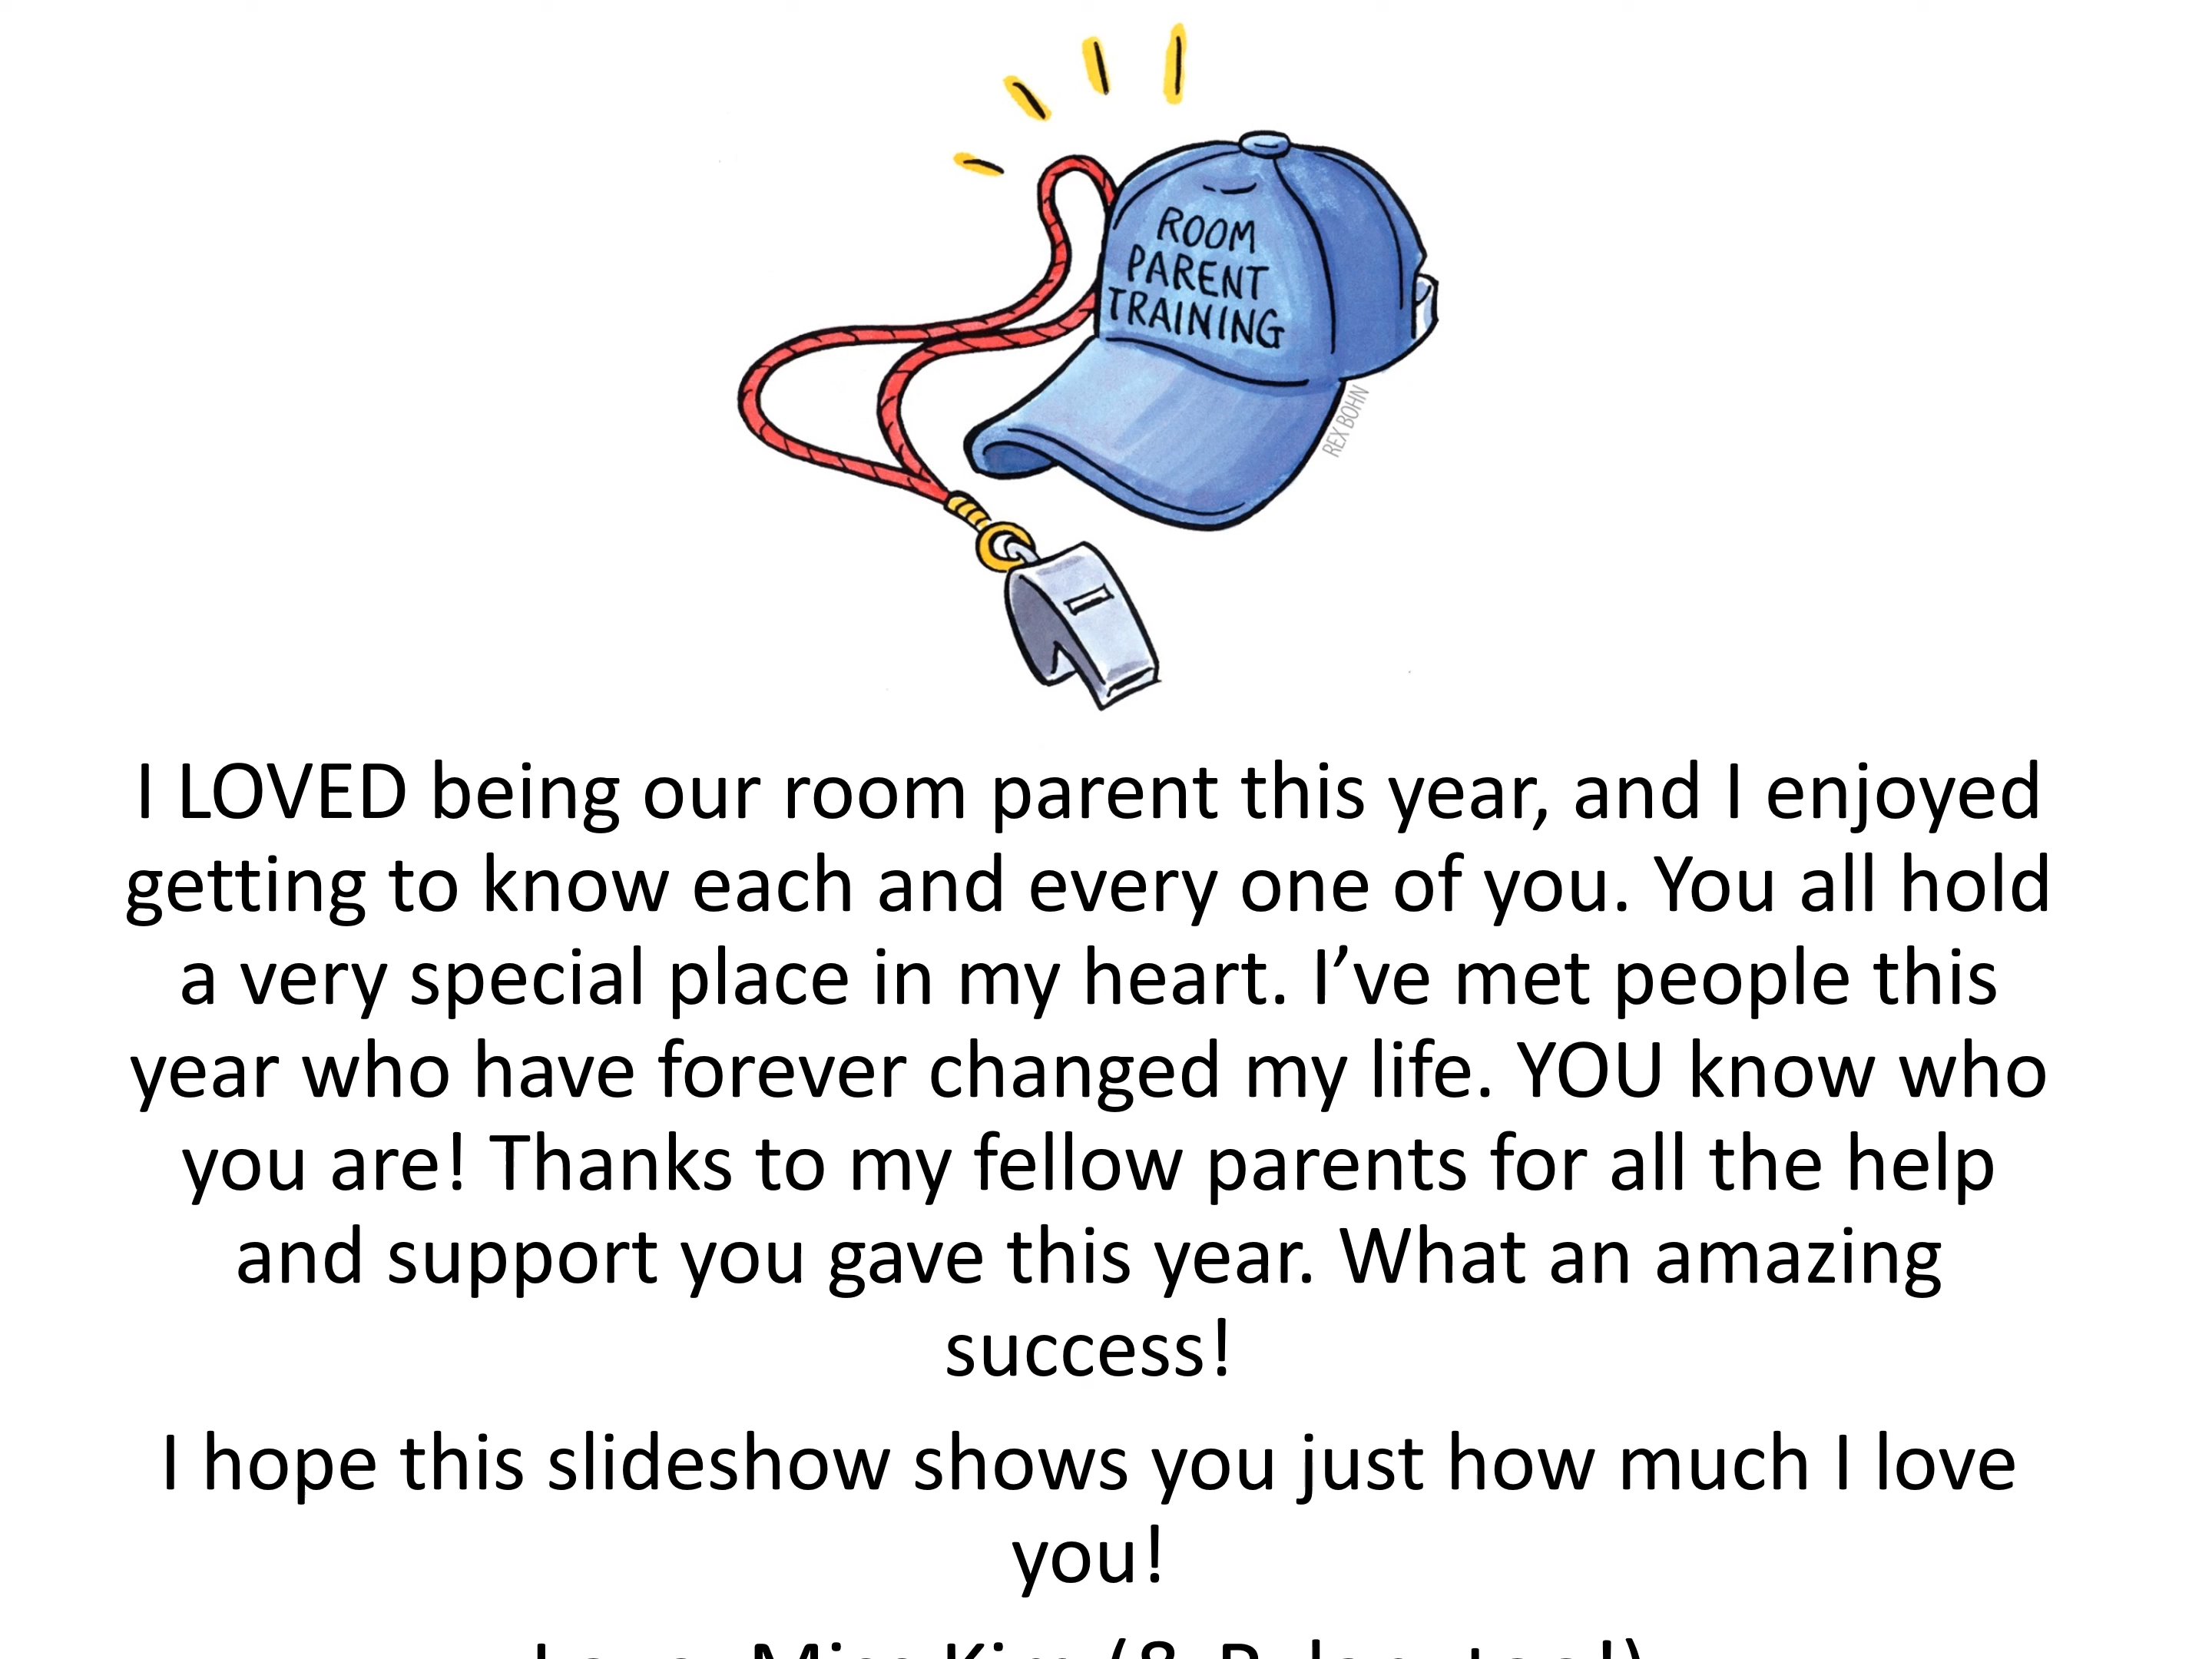 ROOM
PARENT
TRAINING
REX BOHN
I LOVED being our room parent this year, and I enjoyed
getting to know each and every one of you. You all hold
a very special place in my heart. I’ve met people this
year who have forever changed my life. YOU know who
you are! Thanks to my fellow parents for all the help
and support you gave this year. What an amazing
success!
I hope this slideshow shows you just how much I love
you!
Love, Miss Kim (&